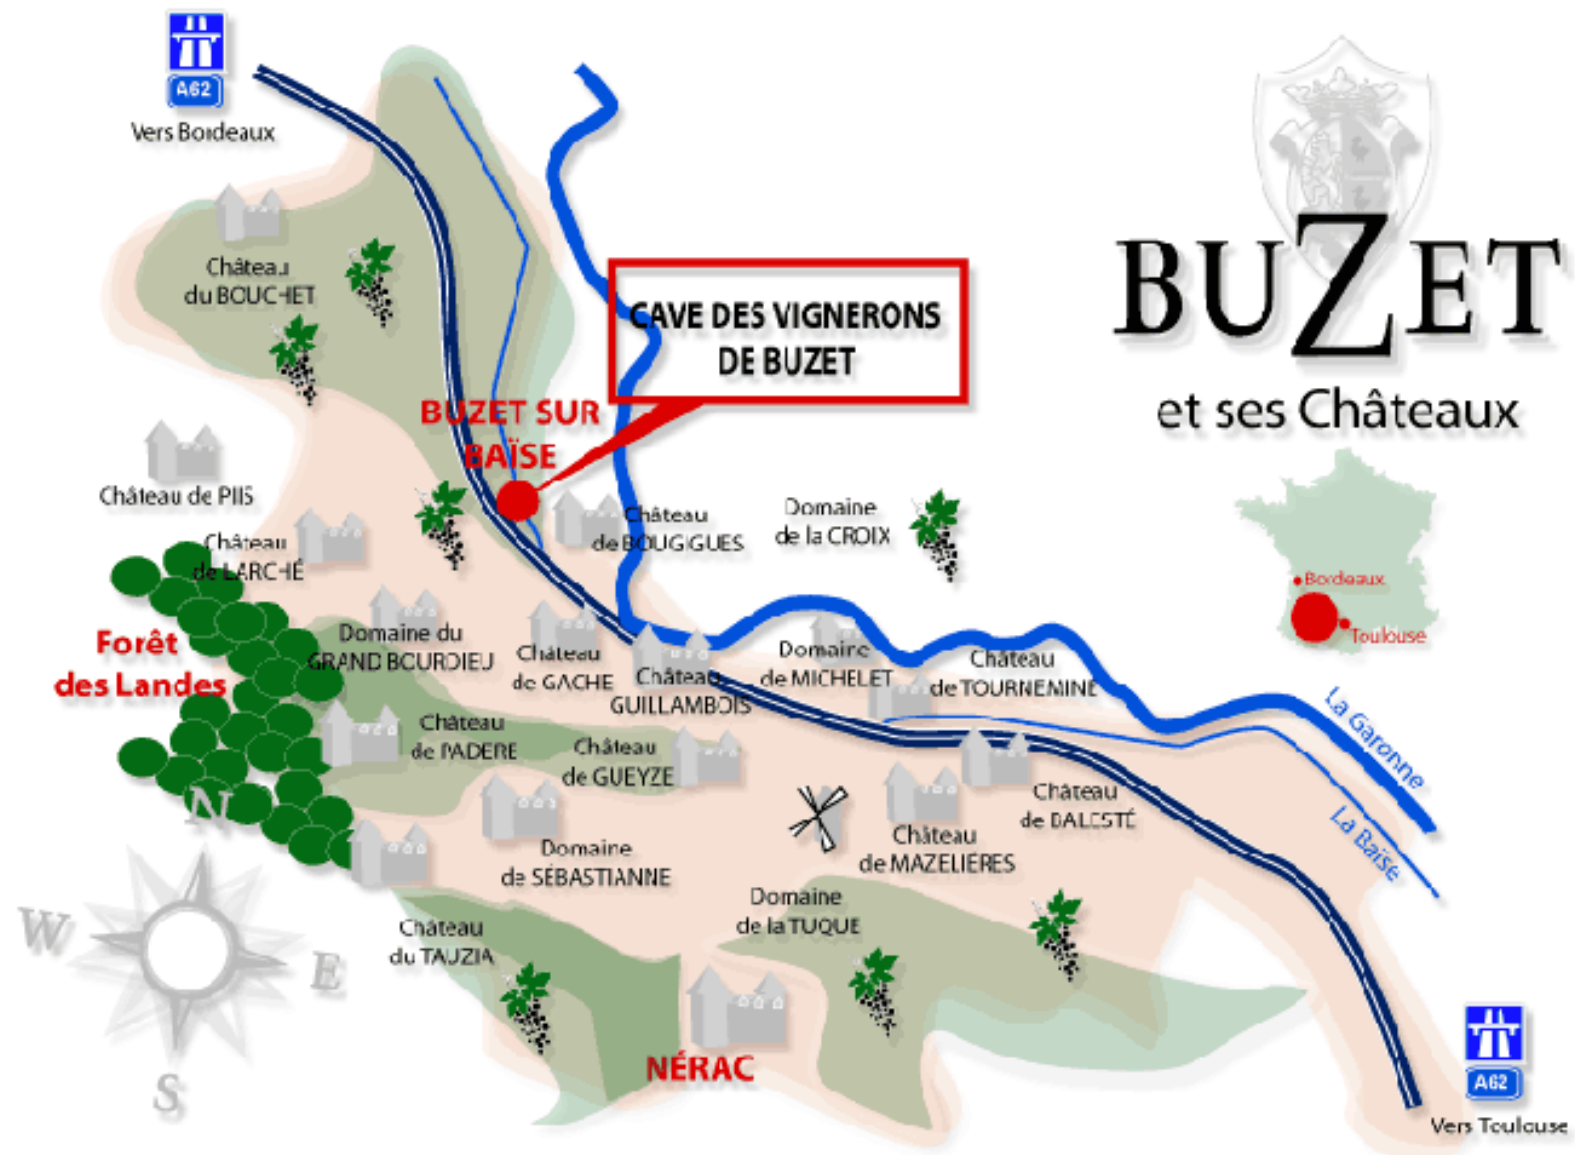 A62
Vers Bordeaux
BUZET
et ses Châteaux
Château
du BOUCHET
CAVE DES VIGNERONS
DE BUZET
BUZET SUR
BAÏSE
Château de PIIS
Château
de LARCHÉ
Château
de BOUGIGUES
Domaine
de la CROIX
Bordeaux
Toulouse
Forêt
des Landes
Domaine du
GRAND BOURDIEU
Château
de GACHE
Château
GUILLAMBOIS
Domaine
de MICHELET
Château
de TOURNEMINE
La Garonne
La Baïse
Château
de PADERE
Château
de GUEYZE
Château
de BALESTÉ
Château
de MAZELIÈRES
Domaine
de SÉBASTIANNE
Domaine
de la TUQUE
Château
du TAUZIA
N
W
E
S
NÉRAC
A62
Vers Toulouse